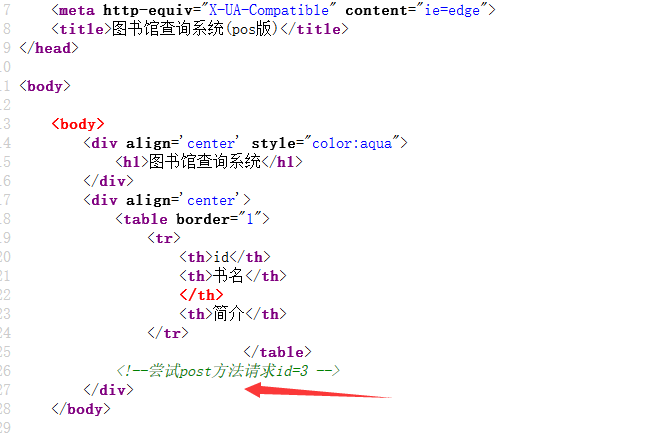 7 <meta http-equiv="X-UA-Compatible" content="ie=edge">
8 <title>图书馆查询系统(pos版)</title>
9 </head>
10
11 <body>
12
13 <body>
14 <div align='center' style="color:aqua">
15 <h1>图书馆查询系统</h1>
16 </div>
17 <div align='center'>
18 <table border="1">
19 <tr>
20 <th>id</th>
21 <th>书名</th>
22 </th>
23 <th>简介</th>
24 </tr>
25 </table>
26 <!--尝试post方法请求id=3 -->
27 </div>
28 </body>
29